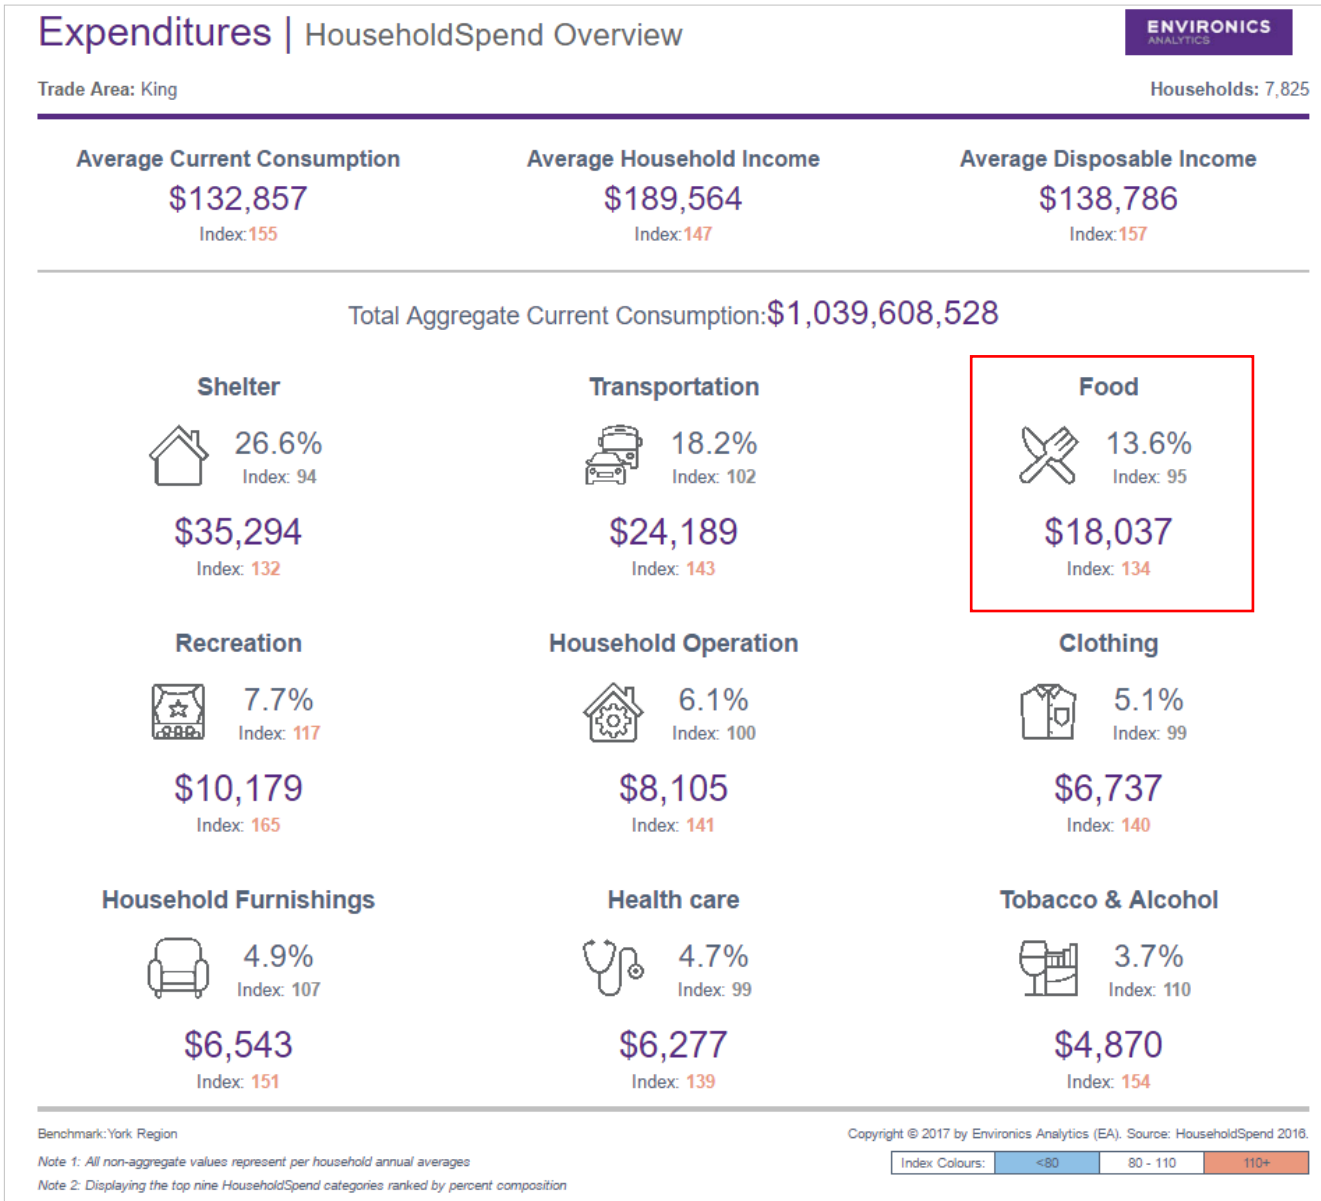 Expenditures | HouseholdSpend Overview
ENVIRONICS
ANALYTICS
Trade Area: King
Households: 7,825
Average Current Consumption
$132,857
Index:155
Average Household Income
$189,564
Index:147
Average Disposable Income
$138,786
Index:157
Total Aggregate Current Consumption:$1,039,608,528
Shelter
26.6%
Index: 94
$35,294
Index: 132
Transportation
18.2%
Index: 102
$24,189
Index: 143
Food
13.6%
Index: 95
$18,037
Index: 134
Recreation
7.7%
Index: 117
$10,179
Index: 165
Household Operation
6.1%
Index: 100
$8,105
Index: 141
Clothing
5.1%
Index: 99
$6,737
Index: 140
Household Furnishings
4.9%
Index: 107
$6,543
Index: 151
Health care
4.7%
Index: 99
$6,277
Index: 139
Tobacco & Alcohol
3.7%
Index: 110
$4,870
Index: 154
Benchmark:York Region
Copyright © 2017 by Environics Analytics (EA). Source: HouseholdSpend 2016.
Note 1: All non-aggregate values represent per household annual averages
Index Colours: <80 80 - 110 110+
Note 2: Displaying the top nine HouseholdSpend categories ranked by percent composition